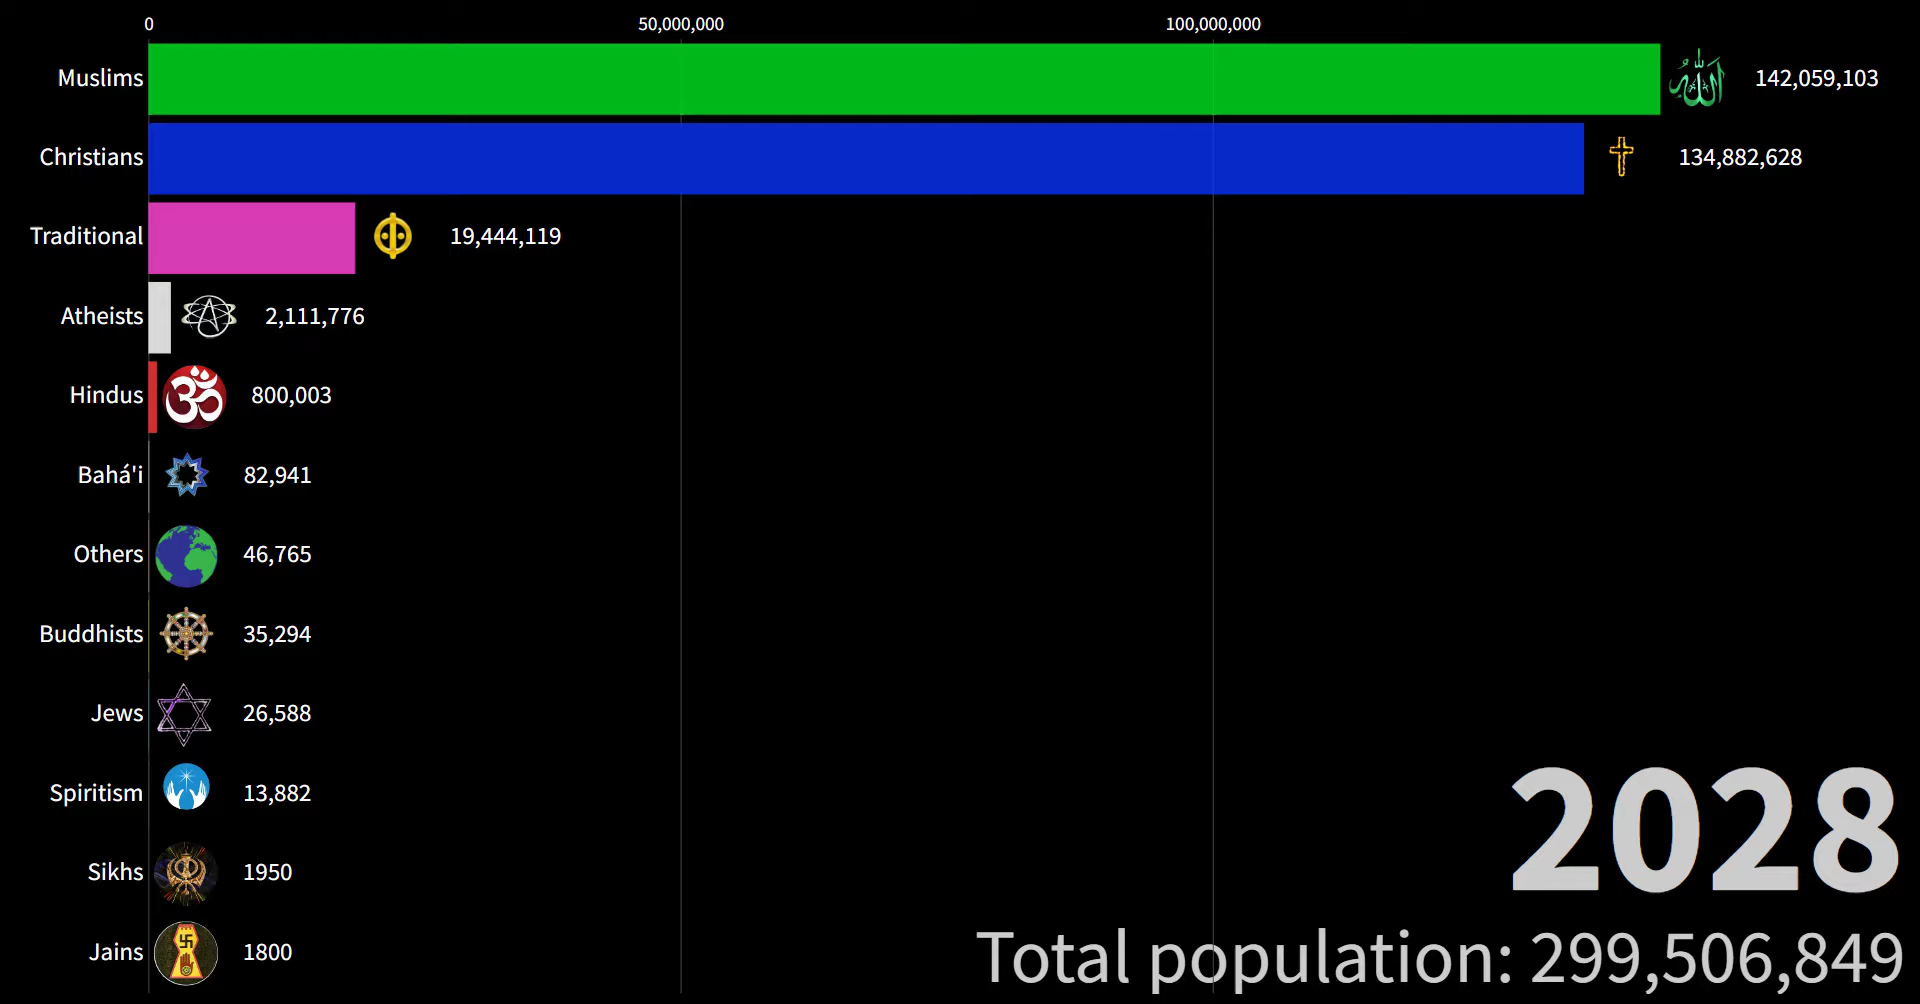 0 50,000,000 100,000,000
Muslims الله 142,059,103
Christians 134,882,628
Traditional 19,444,119
Atheists 2,111,776
Hindus ॐ 800,003
Bahá'i 82,941
Others 46,765
Buddhists 35,294
Jews 26,588
Spiritism 13,882
Sikhs 1950
Jains 1800
2028
Total population: 299,506,849